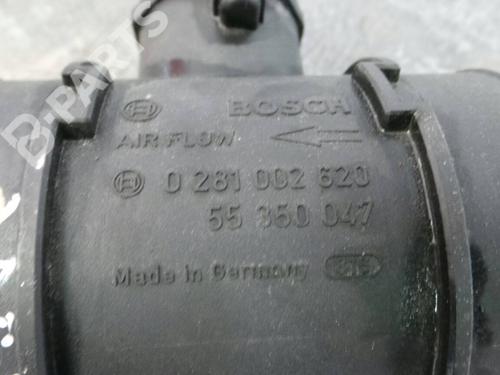 B-PARTS
BOSCH
AIR FLOW
0 281 002 620
55 350 047
Made in Germany